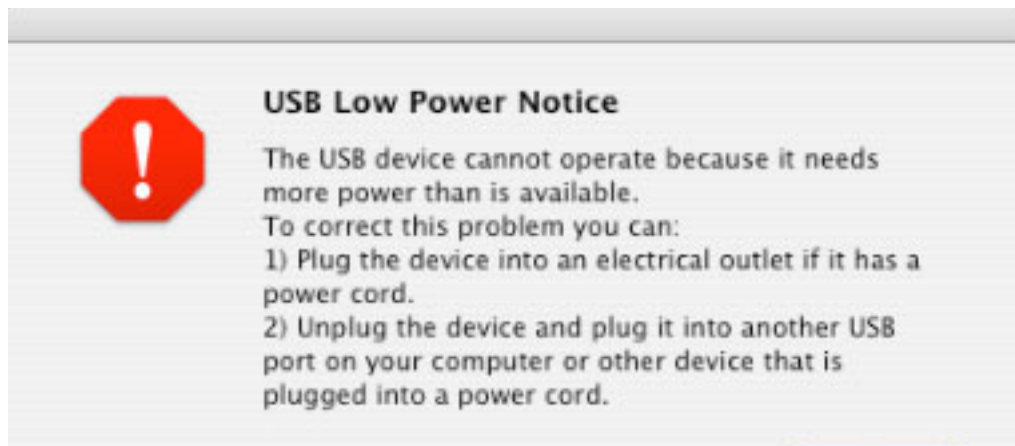 USB Low Power Notice
The USB device cannot operate because it needs
more power than is available.
To correct this problem you can:
1) Plug the device into an electrical outlet if it has a
power cord.
2) Unplug the device and plug it into another USB
port on your computer or other device that is
plugged into a power cord.